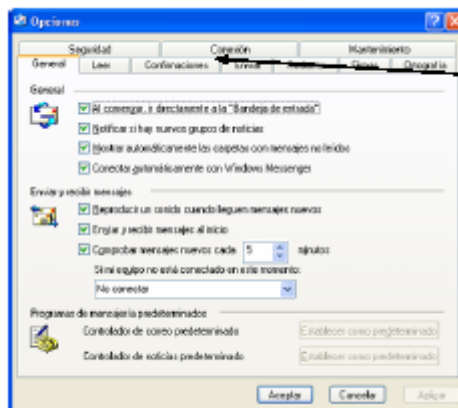 Opciones
Seguridad Conexión Mantenimiento
General Leer Confirmaciones Enviar Firmas Ortografía
General
Al comenzar, ir directamente a la "Bandeja de entrada"
Notificar si hay nuevos grupos de noticias
Mostrar automáticamente las carpetas con mensajes no leídos
Conectar automáticamente con Windows Messenger
Enviar y recibir mensajes
Reproducir un sonido cuando lleguen mensajes nuevos
Enviar y recibir mensajes al inicio
Comprobar mensajes nuevos cada 5 minutos
Si mi equipo no está conectado en este momento:
No conectar
Programas de mensajería predeterminados
Controlador de correo predeterminado Establecer como predeterminado
Controlador de noticias predeterminado Establecer como predeterminado
Aceptar Cancelar Aplicar